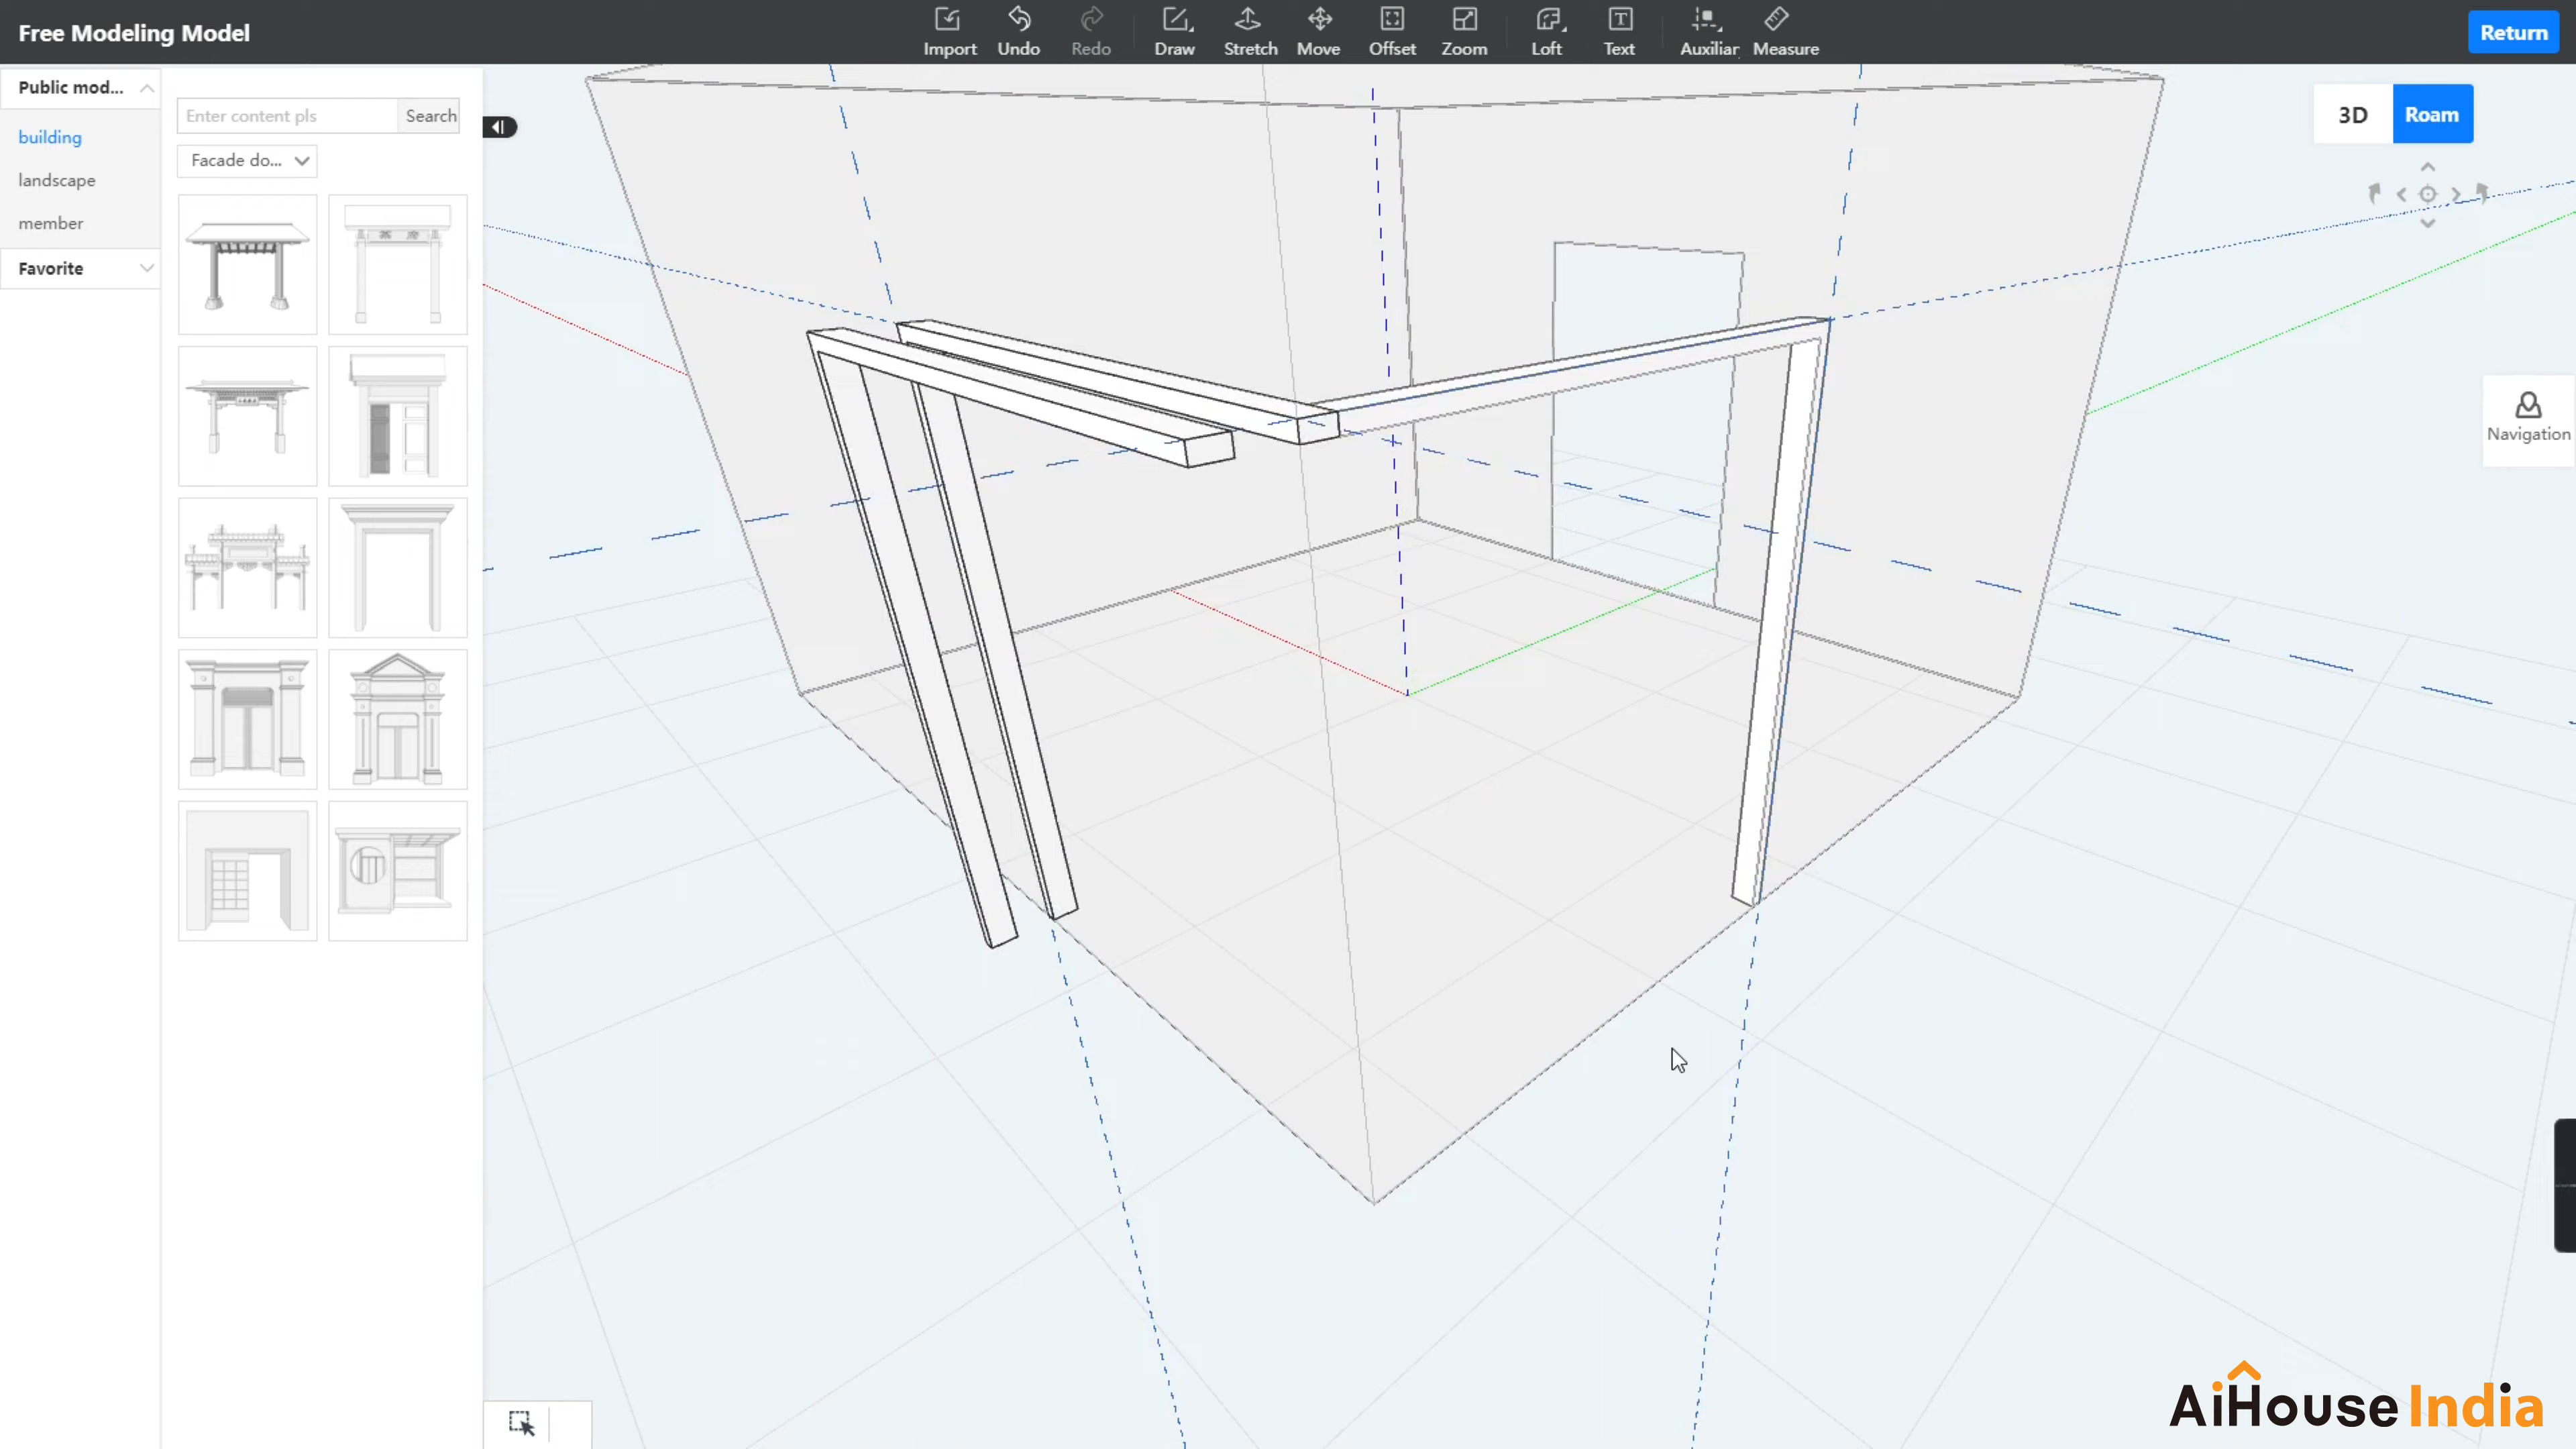 Free Modeling Model
Import Undo Redo Draw Stretch Move Offset Zoom Loft Text Auxiliar Measure
Return
Public mod...
building
landscape
member
Favorite
Enter content pls Search
Facade do...
3D Roam
Navigation
AiHouse India